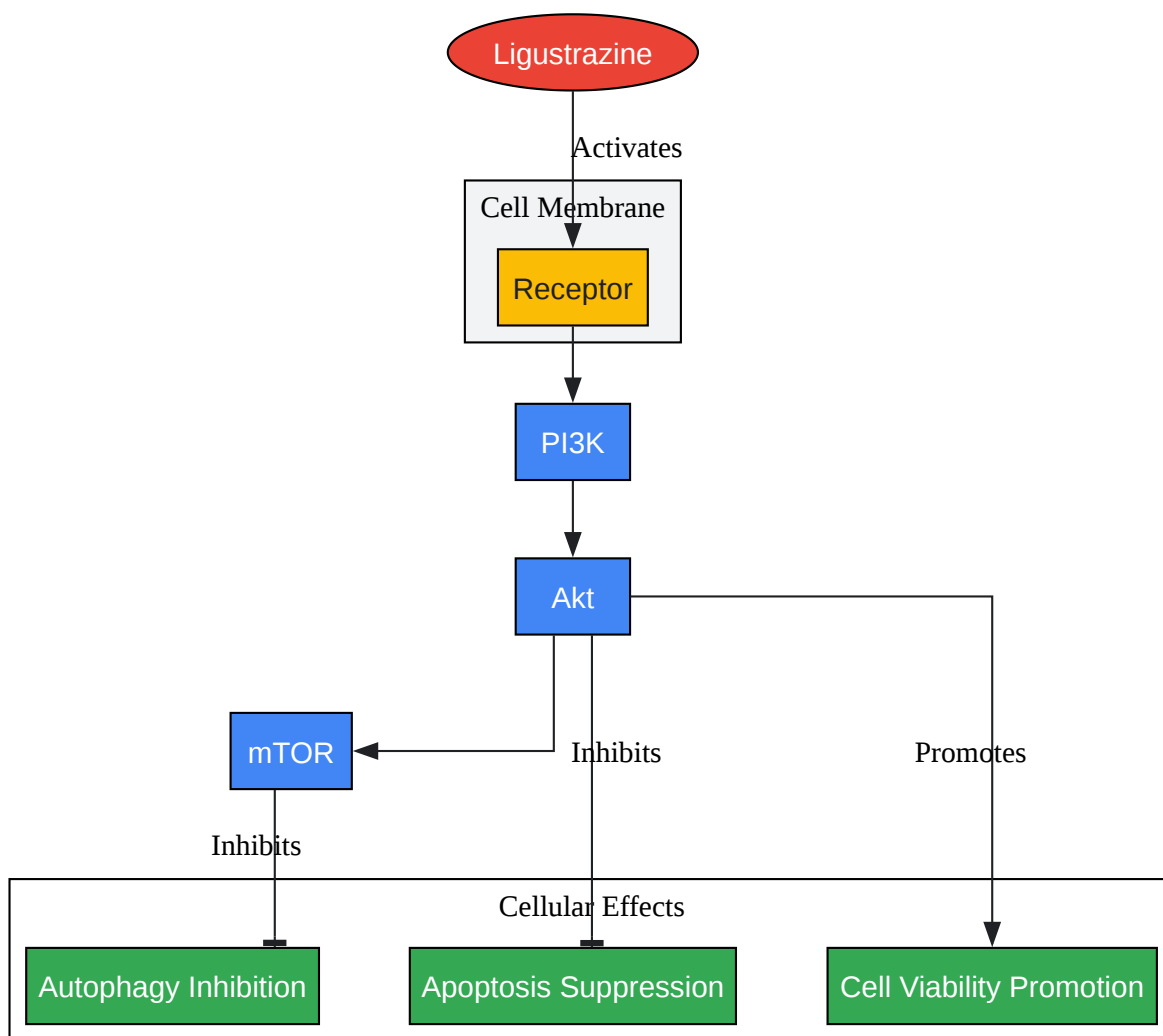 Ligustrazine
Activates
Cell Membrane
Receptor
PI3K
Akt
mTOR
Inhibits
Promotes
Inhibits
Cellular Effects
Autophagy Inhibition
Apoptosis Suppression
Cell Viability Promotion